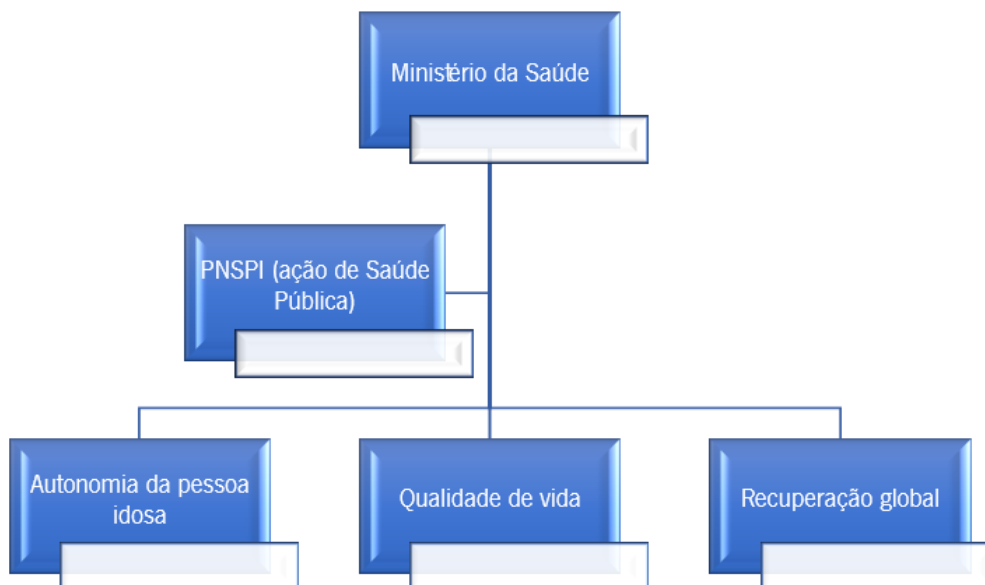 Ministério da Saúde
PNSPI (ação de Saúde
Pública)
Autonomia da pessoa
idosa
Qualidade de vida
Recuperação global